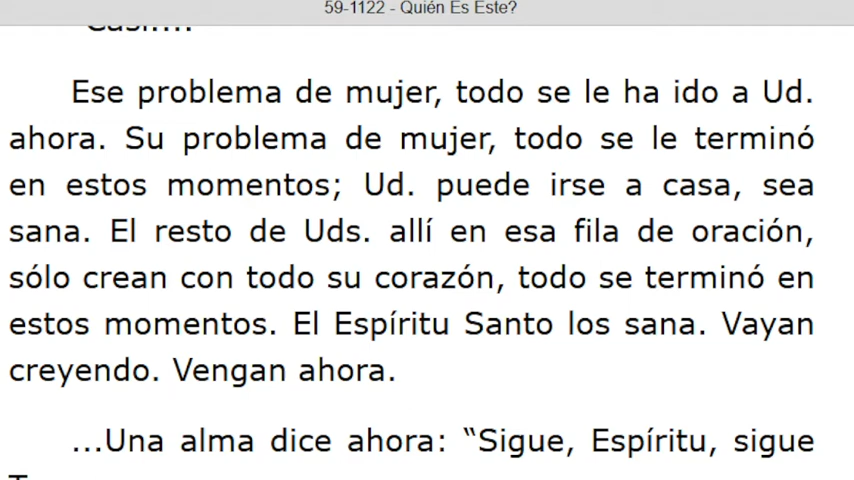 59-1122 - Quién Es Este?
Ese problema de mujer, todo se le ha ido a Ud.
ahora. Su problema de mujer, todo se le terminó
en estos momentos; Ud. puede irse a casa, sea
sana. El resto de Uds. allí en esa fila de oración,
sólo crean con todo su corazón, todo se terminó en
estos momentos. El Espíritu Santo los sana. Vayan
creyendo. Vengan ahora.
...Una alma dice ahora: “Sigue, Espíritu, sigue